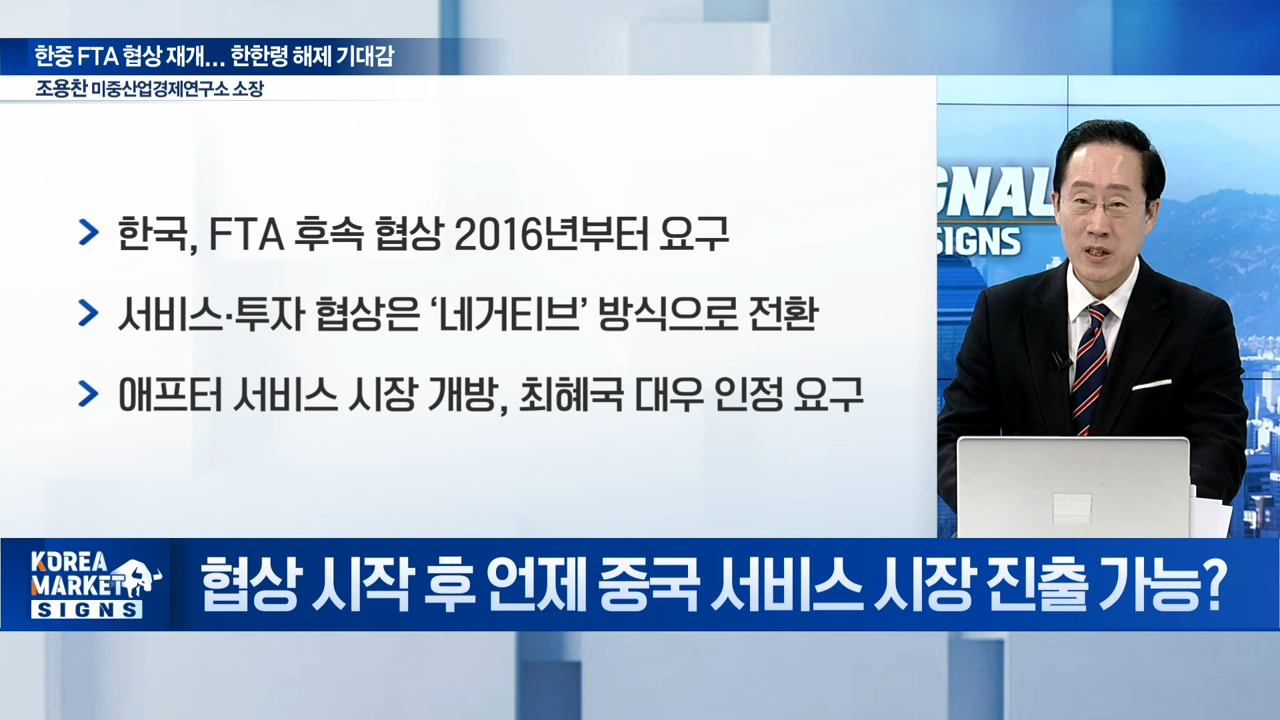 한중 FTA 협상 재개... 한한령 해제 기대감
조용찬 미중산업경제연구소 소장
> 한국, FTA 후속 협상 2016년부터 요구
> 서비스·투자 협상은 ‘네거티브’ 방식으로 전환
> 애프터 서비스 시장 개방, 최혜국 대우 인정 요구
GNAL
SIGNS
KOREA
MARKET
SIGNS
협상 시작 후 언제 중국 서비스 시장 진출 가능?